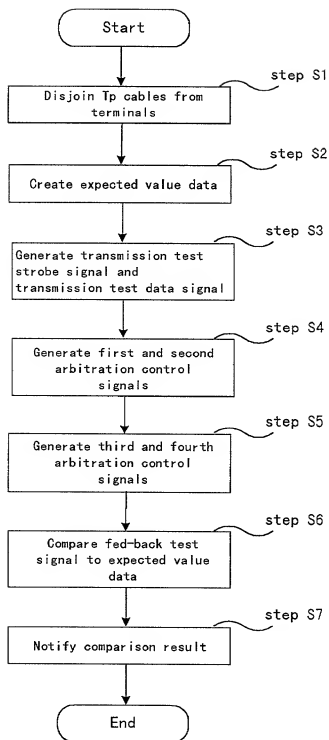 Start
step S1
Disjoin Tp cables from
terminals
step S2
Create expected value data
step S3
Generate transmission test
strobe signal and
transmission test data signal
step S4
Generate first and second
arbitration control
signals
step S5
Generate third and fourth
arbitration control
signals
step S6
Compare fed-back test
signal to expected value
data
step S7
Notify comparison result
End